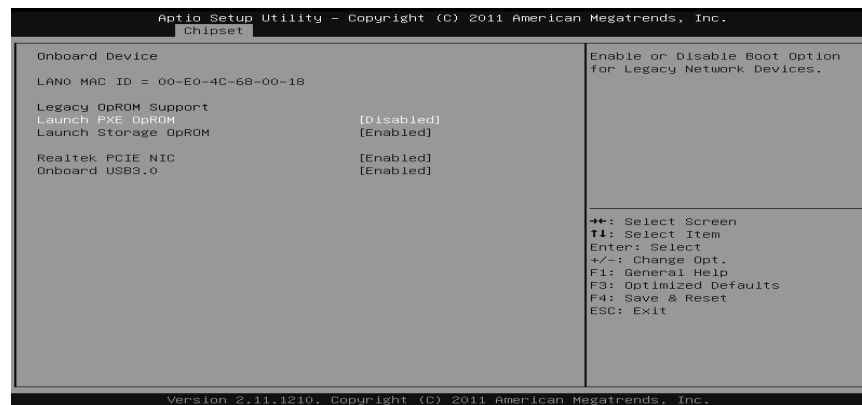 Aptio Setup Utility – Copyright (C) 2011 American Megatrends, Inc.
Chipset
Onboard Device
LAN0 MAC ID = 00-E0-4C-68-00-18
Legacy OpROM Support
Launch PXE OpROM [Disabled]
Launch Storage OpROM [Enabled]
Realtek PCIE NIC [Enabled]
Onboard USB3.0 [Enabled]
Enable or Disable Boot Option
for Legacy Network Devices.
→←: Select Screen
↑↓: Select Item
Enter: Select
+/-: Change Opt.
F1: General Help
F3: Optimized Defaults
F4: Save & Reset
ESC: Exit
Version 2.11.1210. Copyright (C) 2011 American Megatrends, Inc.